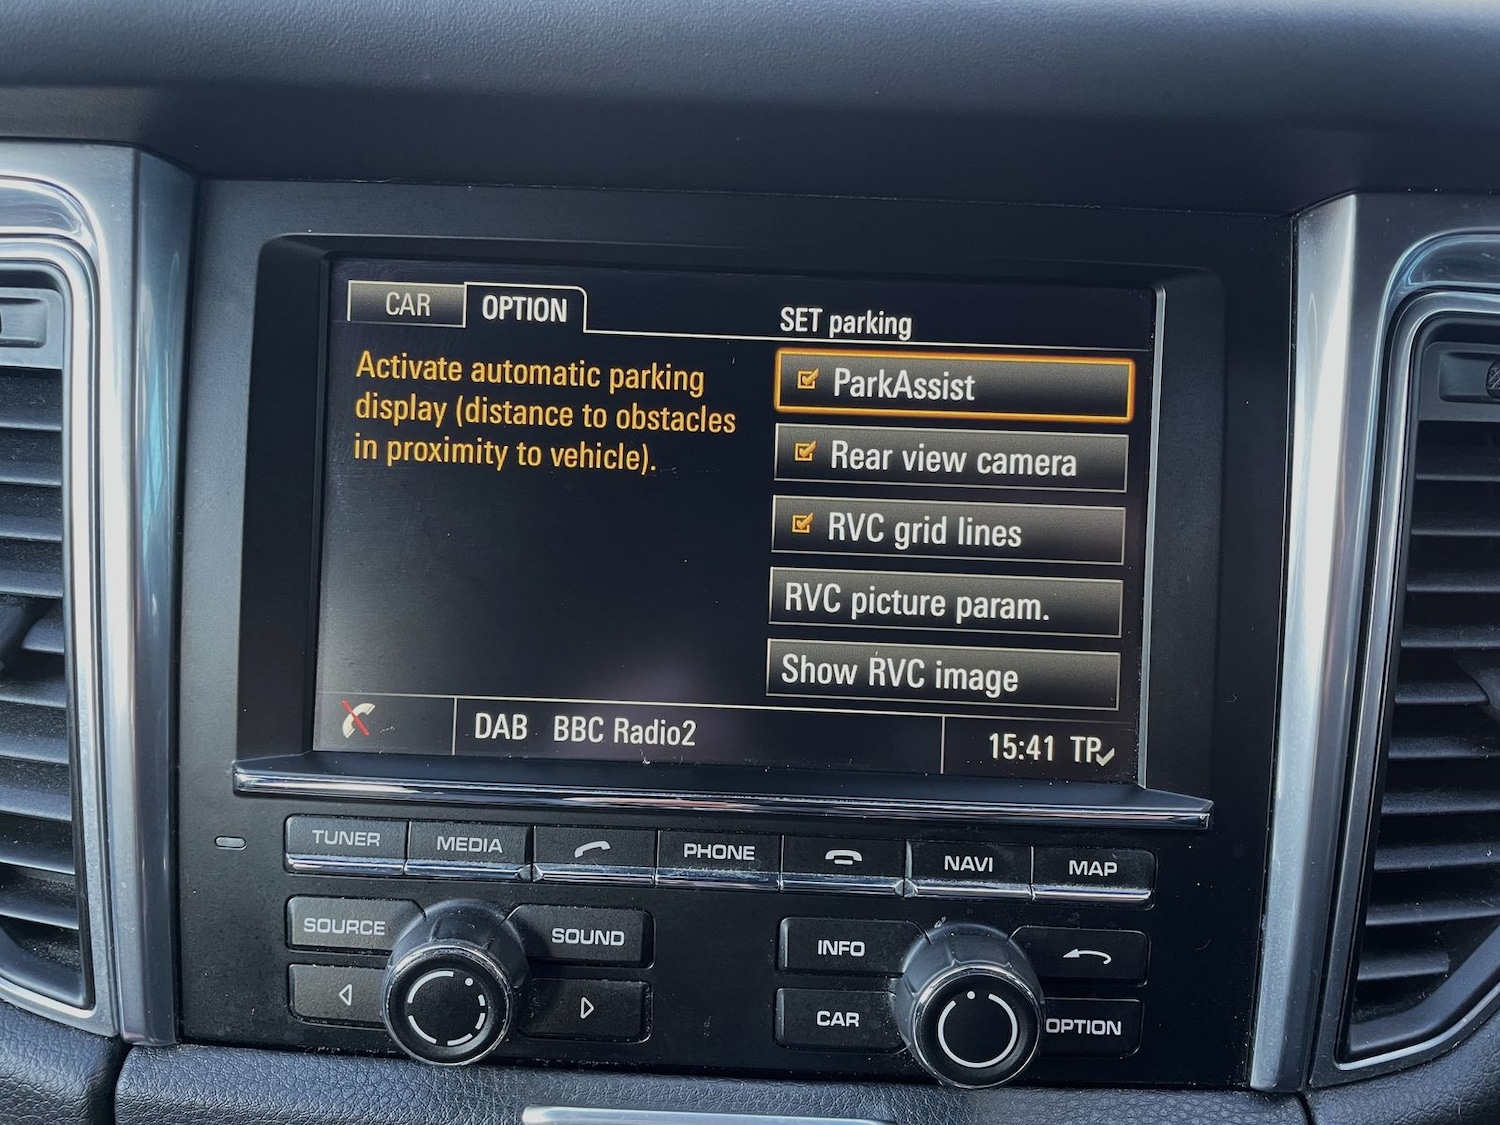 CAR OPTION
SET parking
Activate automatic parking
display (distance to obstacles
in proximity to vehicle).
ParkAssist
Rear view camera
RVC grid lines
RVC picture param.
Show RVC image
DAB BBC Radio2
15:41 TP
TUNER MEDIA PHONE NAVI MAP
SOURCE SOUND INFO
CAR OPTION